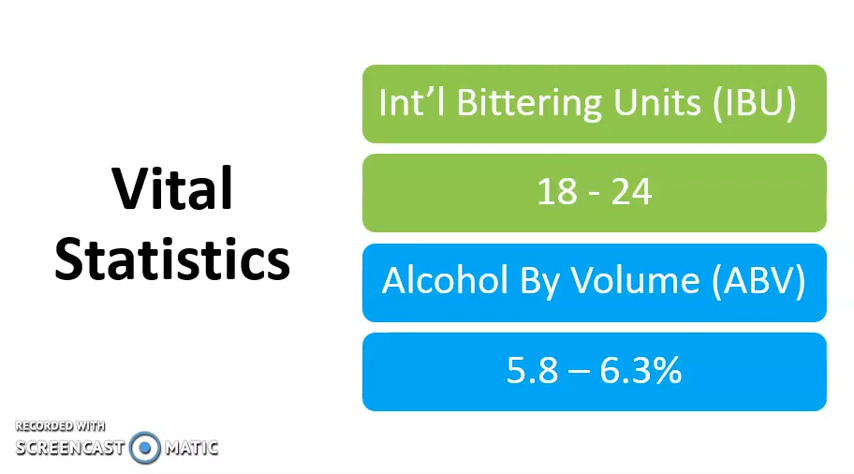 Vital
Statistics
Int'l Bittering Units (IBU)
18 - 24
Alcohol By Volume (ABV)
5.8 – 6.3%
RECORDED WITH
SCREENCAST MATIC